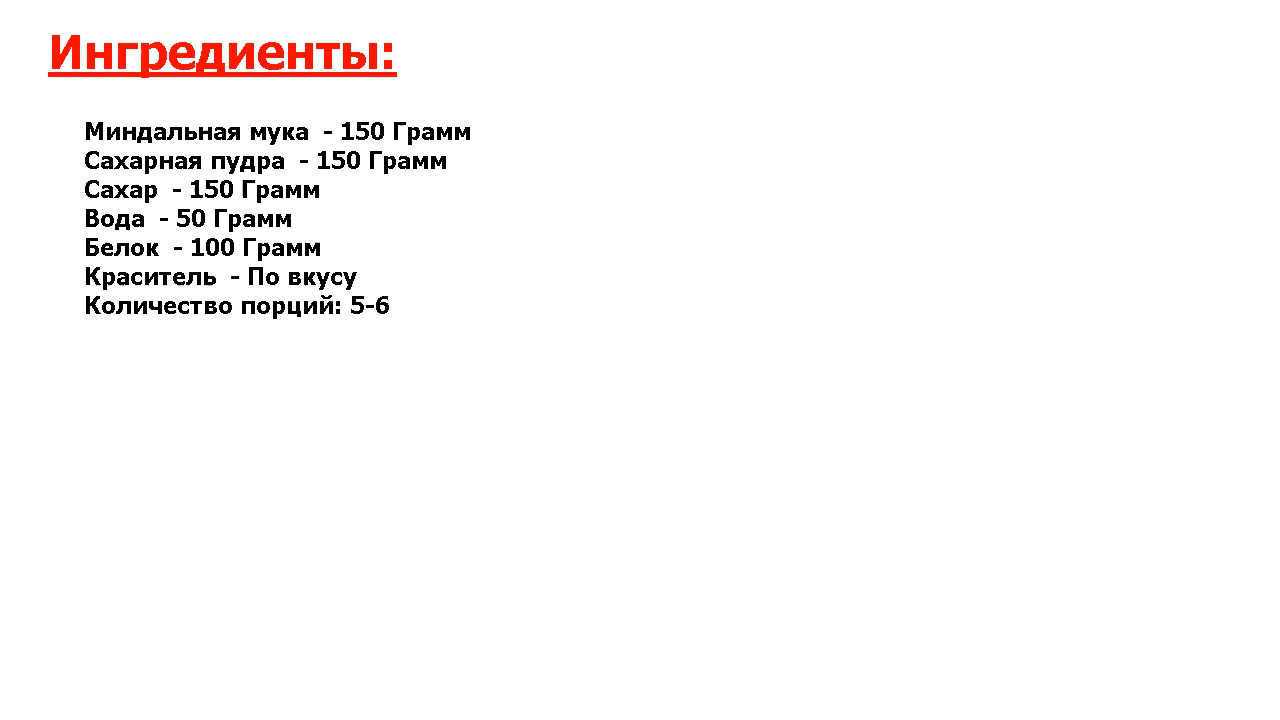 Ингредиенты:
Миндальная мука  - 150 Грамм
Сахарная пудра  - 150 Грамм
Сахар  - 150 Грамм
Вода  - 50 Грамм
Белок  - 100 Грамм
Краситель  - По вкусу
Количество порций: 5-6